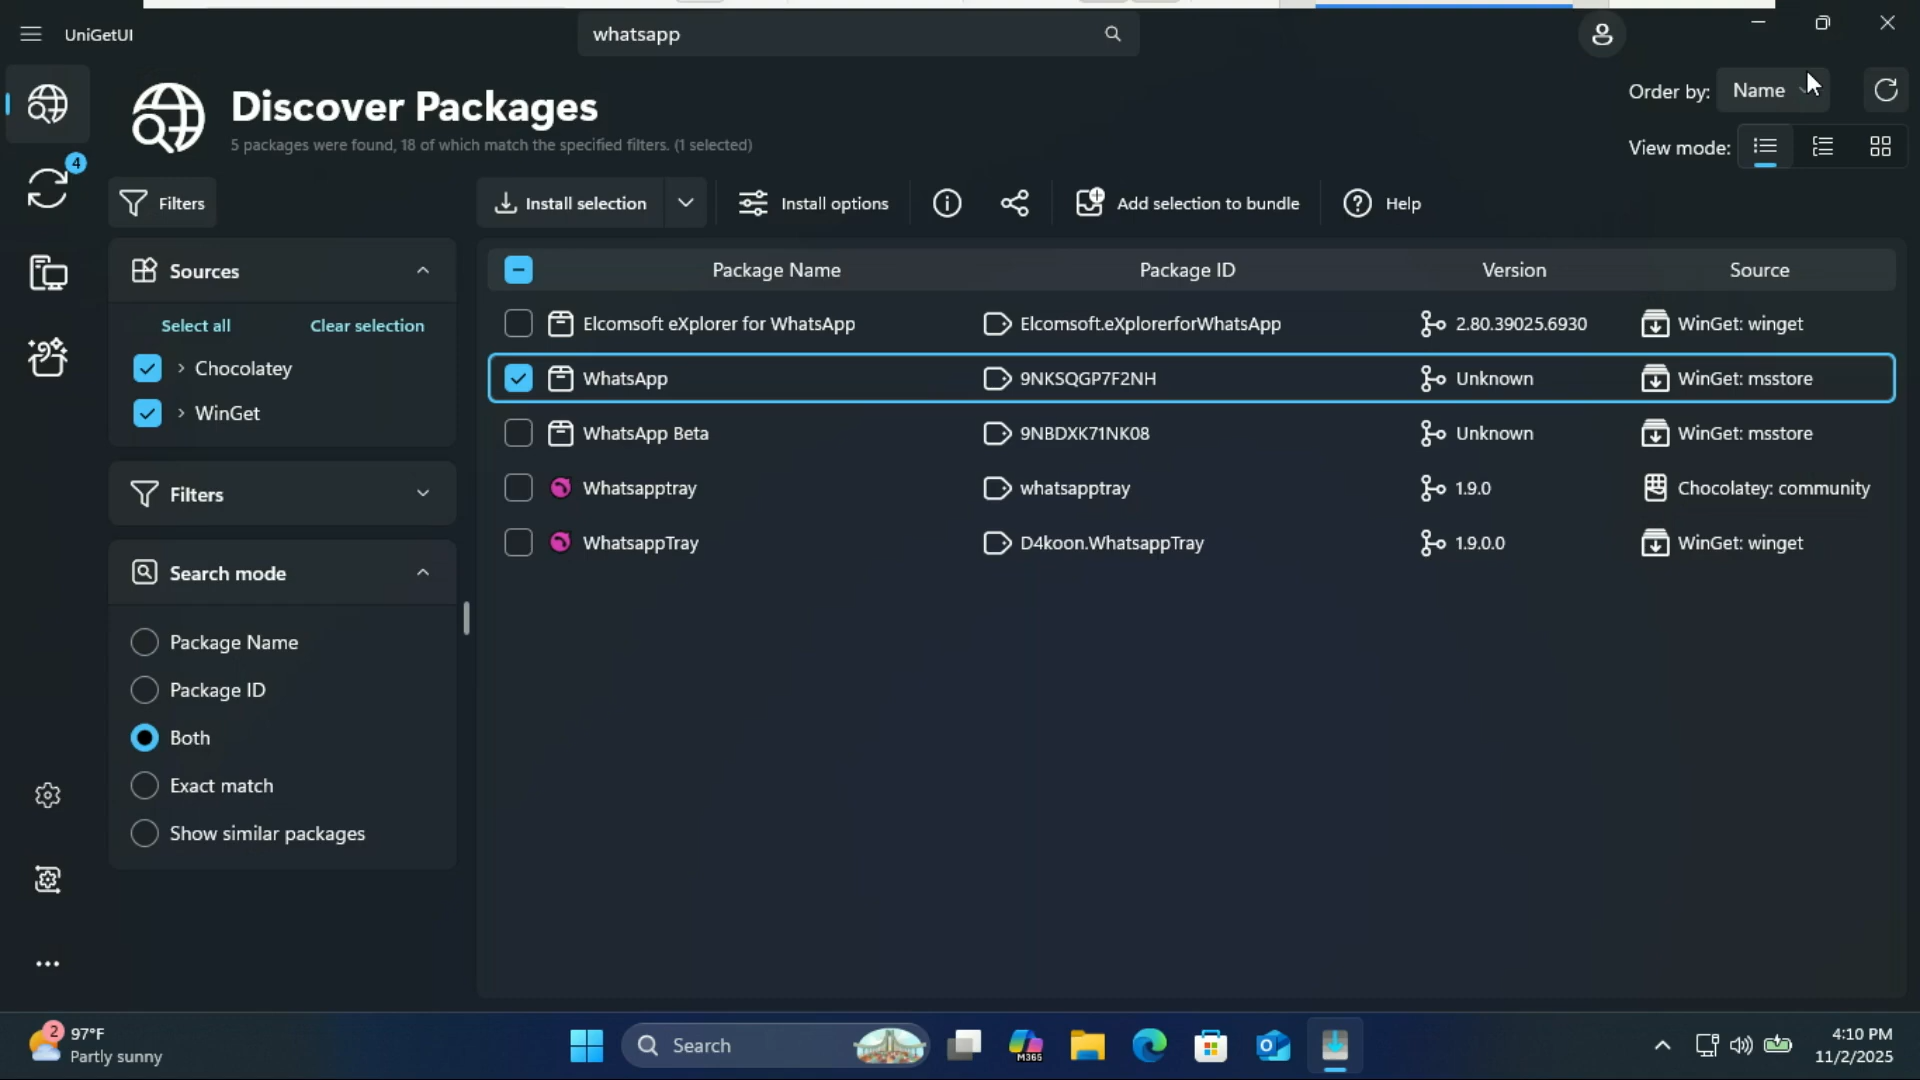 UniGetUI
whatsapp
Discover Packages
5 packages were found, 18 of which match the specified filters. (1 selected)
Order by: Name
View mode:
4
Filters
Install selection
Install options
Add selection to bundle
Help
Sources
Select all Clear selection
Chocolatey
WinGet
Filters
Search mode
Package Name
Package ID
Both
Exact match
Show similar packages
Package Name Package ID Version Source
Elcomsoft eXplorer for WhatsApp Elcomsoft.eXplorerforWhatsApp 2.80.39025.6930 WinGet: winget
WhatsApp 9NKSQGP7F2NH Unknown WinGet: msstore
WhatsApp Beta 9NBDXK71NK08 Unknown WinGet: msstore
Whatsapptray whatsapptray 1.9.0 Chocolatey: community
WhatsappTray D4koon.WhatsappTray 1.9.0.0 WinGet: winget
2
97°F
Partly sunny
Search
M365
4:10 PM
11/2/2025